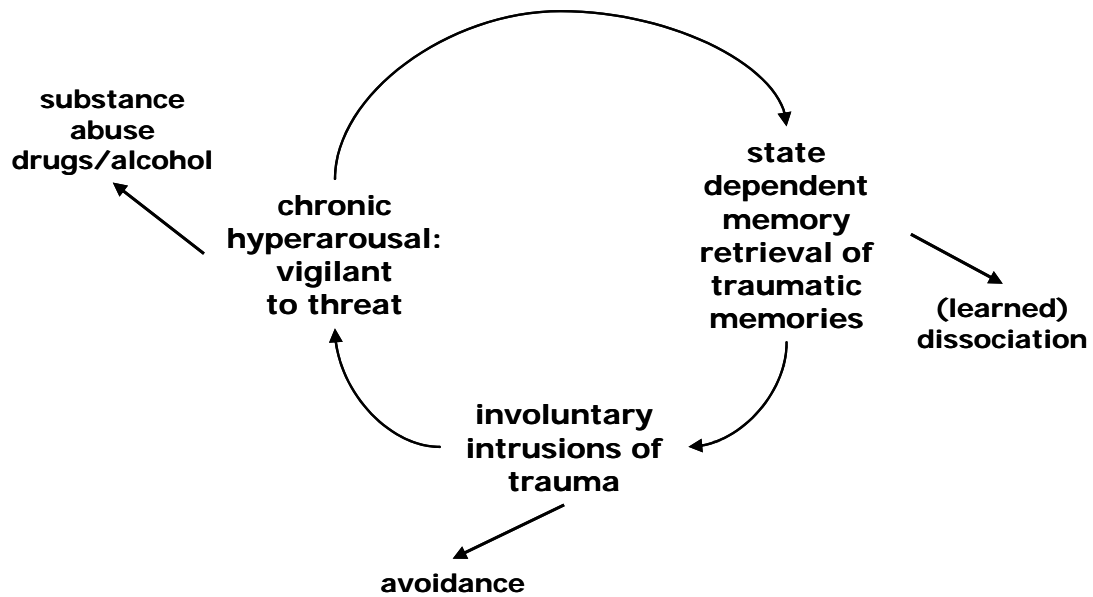 substance
abuse
drugs/alcohol
chronic
hyperarousal:
vigilant
to threat
state
dependent
memory
retrieval of
traumatic
memories
(learned)
dissociation
involuntary
intrusions of
trauma
avoidance